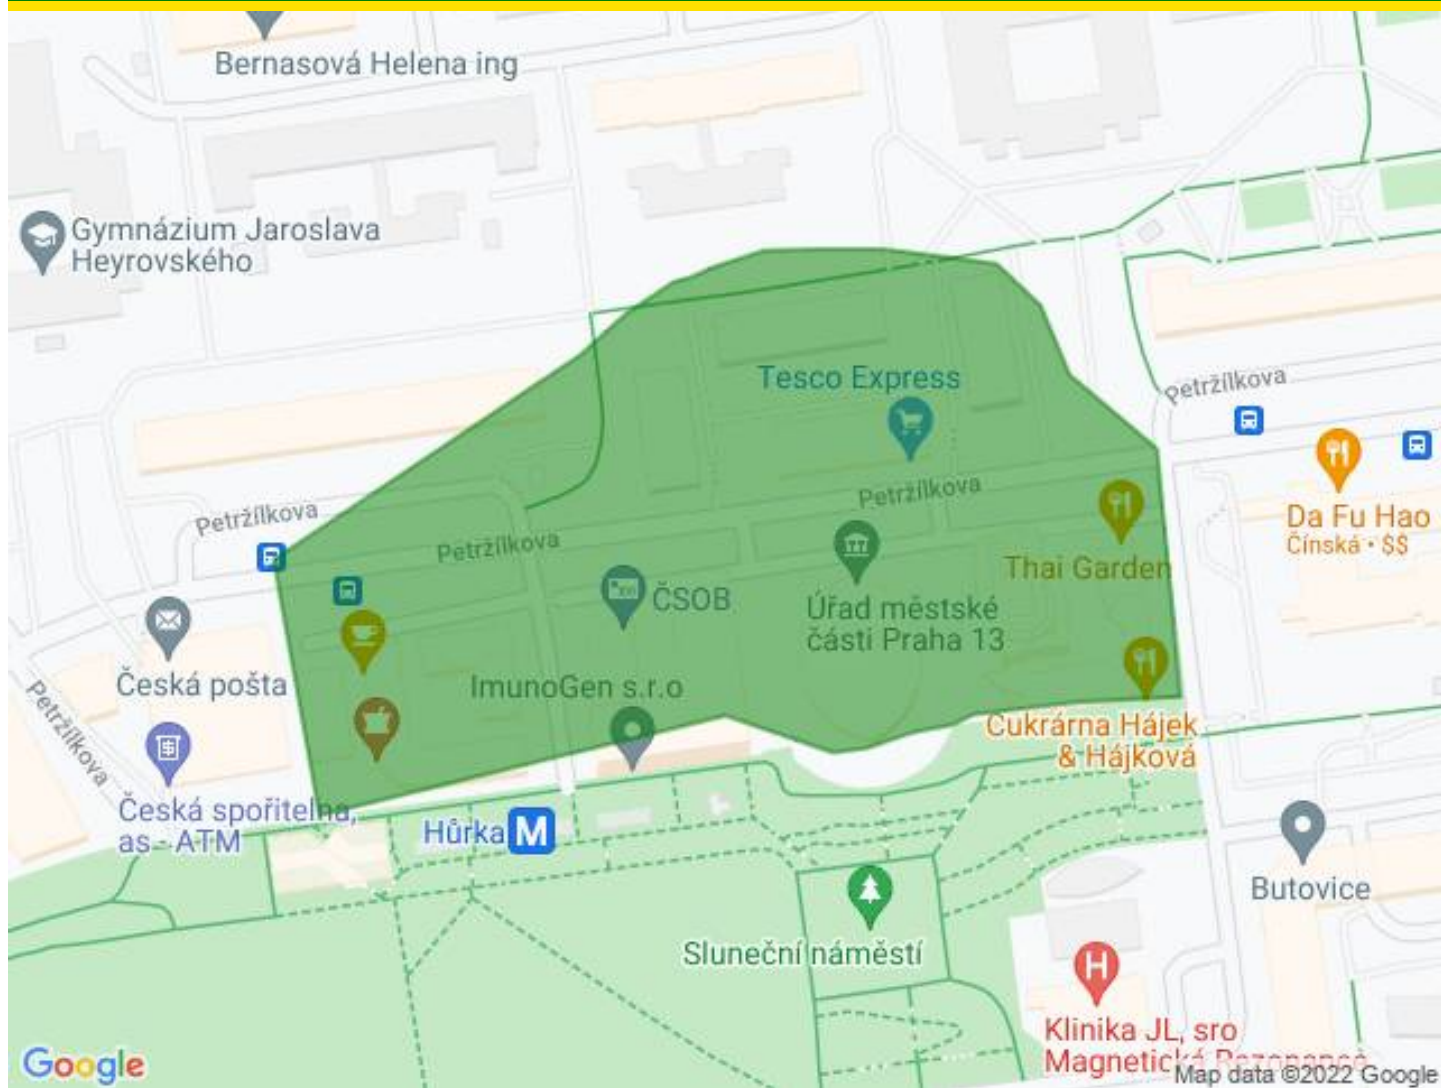 Bernasová Helena ing
Gymnázium Jaroslava
Heyrovského
Tesco Express
Petržílkova
Petržílkova
Petržílkova
Petržílkova
Da Fu Hao
Čínská • $$
Thai Garden
ČSOB
Úřad městské
části Praha 13
Česká pošta
ImunoGen s.r.o
Petržílkova
Cukrárna Hájek
& Hájková
Česká spořitelna,
as - ATM
Hůrka M
Butovice
Sluneční náměstí
H
Klinika JL, sro
Magnetická Rezonance
Google
Map data ©2022 Google